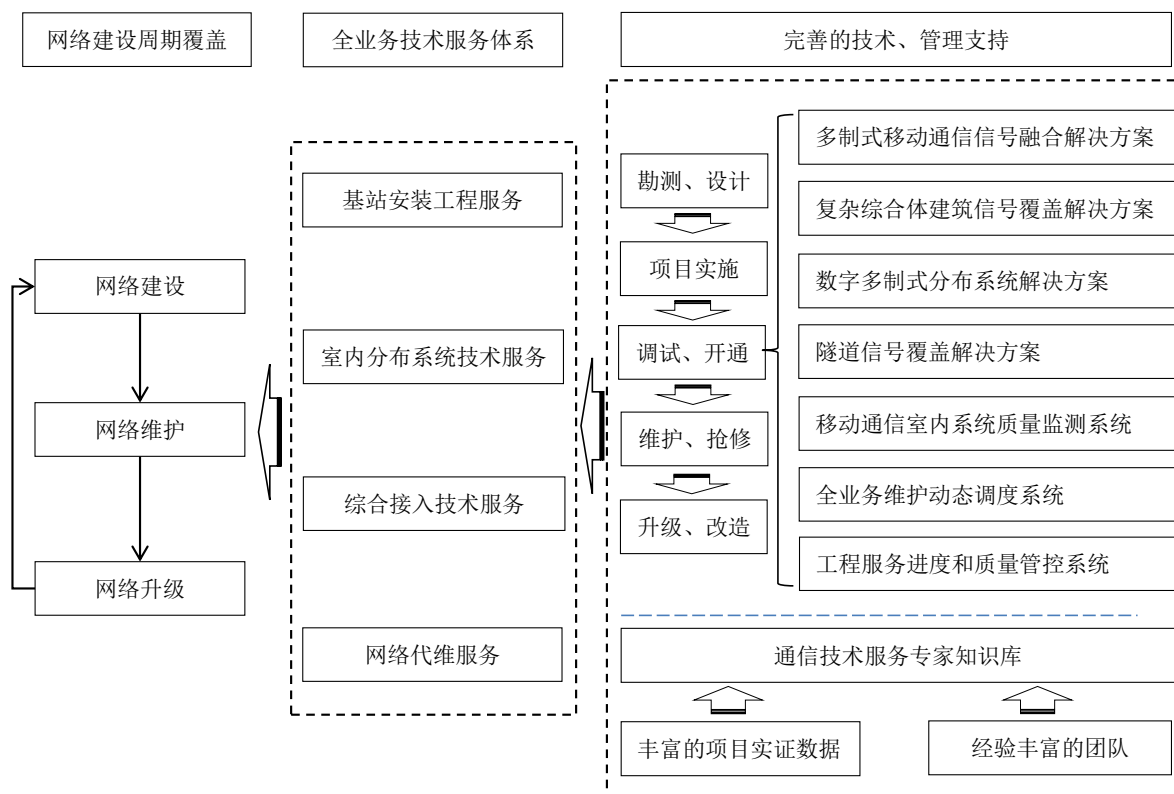 网络建设周期覆盖
全业务技术服务体系
完善的技术、管理支持
网络建设
网络维护
网络升级
基站安装工程服务
室内分布系统技术服务
综合接入技术服务
网络代维服务
勘测、设计
项目实施
调试、开通
维护、抢修
升级、改造
多制式移动通信信号融合解决方案
复杂综合体建筑信号覆盖解决方案
数字多制式分布系统解决方案
隧道信号覆盖解决方案
移动通信室内系统质量监测系统
全业务维护动态调度系统
工程服务进度和质量管控系统
通信技术服务专家知识库
丰富的项目实证数据
经验丰富的团队